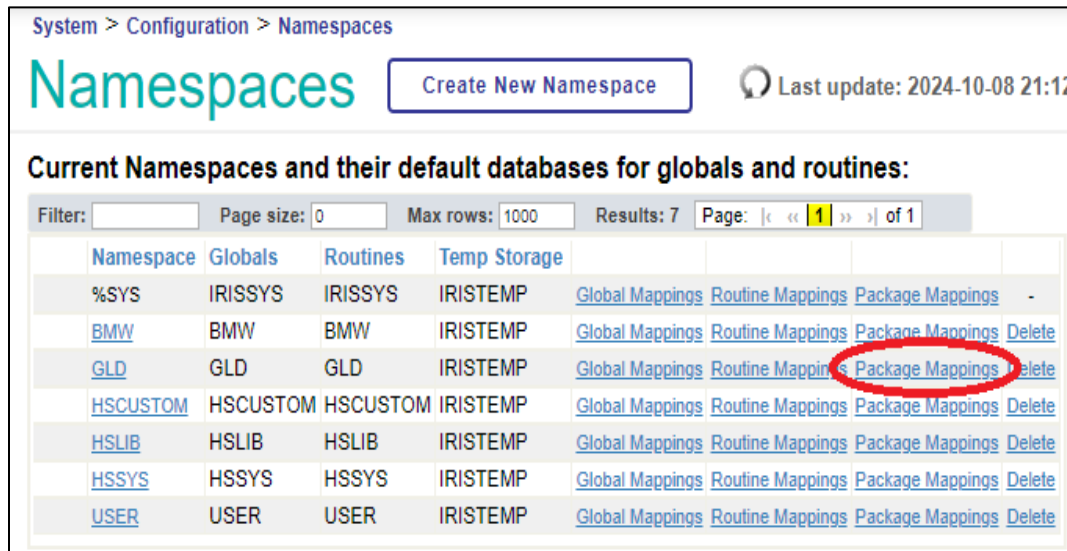 System > Configuration > Namespaces
Namespaces Create New Namespace Last update: 2024-10-08 21:12
Current Namespaces and their default databases for globals and routines:
Filter: Page size: 0 Max rows: 1000 Results: 7 Page: |‹ ‹‹ 1 ›› ›| of 1
Namespace Globals Routines Temp Storage
%SYS IRISSYS IRISSYS IRISTEMP Global Mappings Routine Mappings Package Mappings -
BMW BMW BMW IRISTEMP Global Mappings Routine Mappings Package Mappings Delete
GLD GLD GLD IRISTEMP Global Mappings Routine Mappings Package Mappings Delete
HSCUSTOM HSCUSTOM HSCUSTOM IRISTEMP Global Mappings Routine Mappings Package Mappings Delete
HSLIB HSLIB HSLIB IRISTEMP Global Mappings Routine Mappings Package Mappings Delete
HSSYS HSSYS HSSYS IRISTEMP Global Mappings Routine Mappings Package Mappings Delete
USER USER USER IRISTEMP Global Mappings Routine Mappings Package Mappings Delete